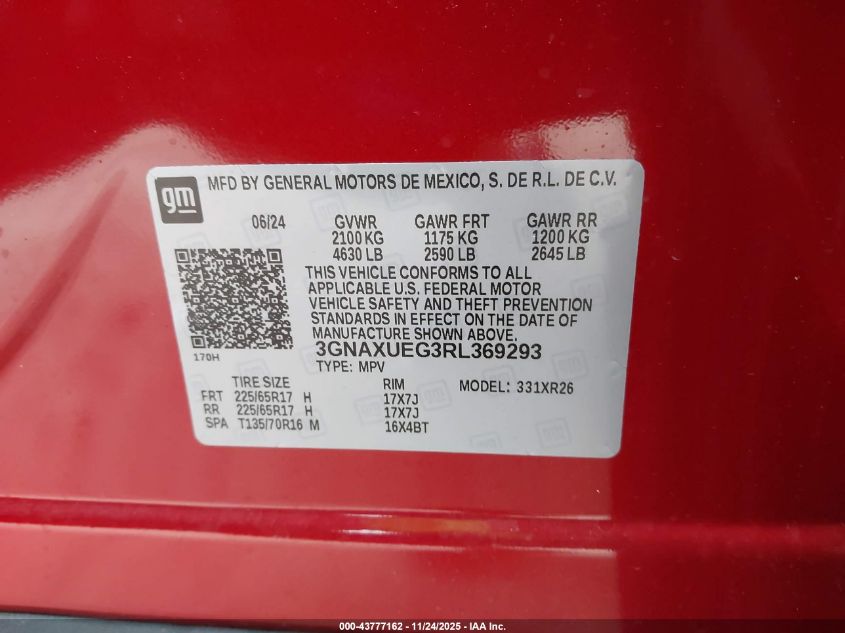 gm
MFD BY GENERAL MOTORS DE MEXICO, S. DE R.L. DE C.V.
06/24 GVWR GAWR FRT GAWR RR
2100 KG 1175 KG 1200 KG
4630 LB 2590 LB 2645 LB
THIS VEHICLE CONFORMS TO ALL
APPLICABLE U.S. FEDERAL MOTOR
VEHICLE SAFETY AND THEFT PREVENTION
STANDARDS IN EFFECT ON THE DATE OF
MANUFACTURE SHOWN ABOVE.
170H
3GNAXUEG3RL369293
TYPE: MPV
TIRE SIZE RIM MODEL: 331XR26
FRT 225/65R17 H 17X7J
RR 225/65R17 H 17X7J
SPA T135/70R16 M 16X4BT
000-43777162 - 11/24/2025 - IAA Inc.